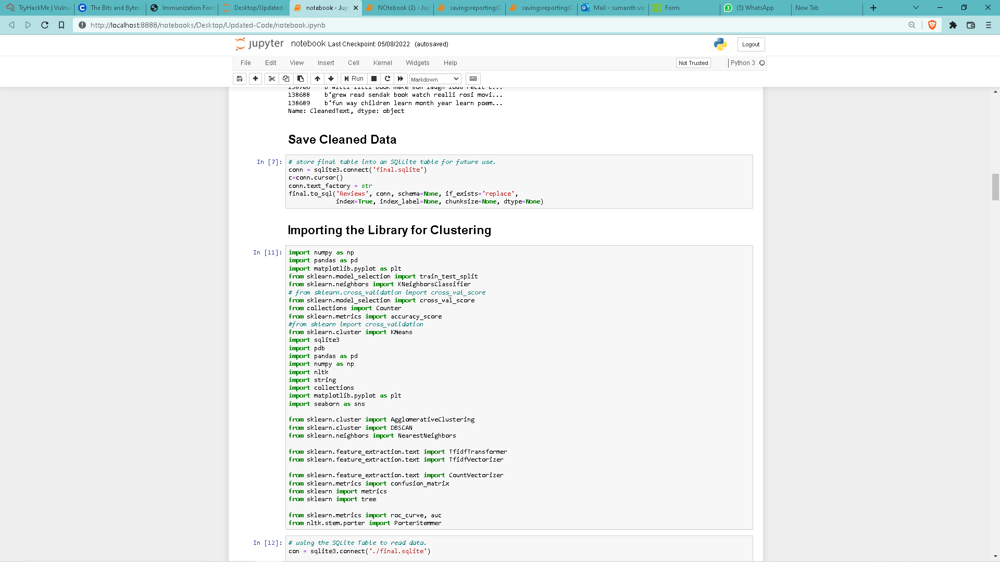 TryHackMe | Vulnv
The Bits and Bytes
Immunization Form
Desktop/Updated-
notebook - Jup
NOtebook (2) - Jup
savingsreporting(C
savingsreporting(C
Mail - sumanth var
Form
(3) WhatsApp
New Tab
http://localhost:8888/notebooks/Desktop/Updated-Code/notebook.ipynb
jupyter notebook Last Checkpoint: 05/08/2022 (autosaved)
Logout
File Edit View Insert Cell Kernel Widgets Help
Not Trusted
Python 3
Run
Markdown
138688 b'grew read sendak book watch realli rosi movi...
138689 b'fun way children learn month year learn poem...
Name: CleanedText, dtype: object
Save Cleaned Data
In [7]:
# store final table into an SQlLite table for future use.
conn = sqlite3.connect('final.sqlite')
c=conn.cursor()
conn.text_factory = str
final.to_sql('Reviews', conn, schema=None, if_exists='replace',
index=True, index_label=None, chunksize=None, dtype=None)
Importing the Library for Clustering
In [11]:
import numpy as np
import pandas as pd
import matplotlib.pyplot as plt
from sklearn.model_selection import train_test_split
from sklearn.neighbors import KNeighborsClassifier
# from sklearn.cross_validation import cross_val_score
from sklearn.model_selection import cross_val_score
from collections import Counter
from sklearn.metrics import accuracy_score
#from sklearn import cross_validation
from sklearn.cluster import KMeans
import sqlite3
import pdb
import pandas as pd
import numpy as np
import nltk
import string
import collections
import matplotlib.pyplot as plt
import seaborn as sns
from sklearn.cluster import AgglomerativeClustering
from sklearn.cluster import DBSCAN
from sklearn.neighbors import NearestNeighbors
from sklearn.feature_extraction.text import TfidfTransformer
from sklearn.feature_extraction.text import TfidfVectorizer
from sklearn.feature_extraction.text import CountVectorizer
from sklearn.metrics import confusion_matrix
from sklearn import metrics
from sklearn import tree
from sklearn.metrics import roc_curve, auc
from nltk.stem.porter import PorterStemmer
In [12]:
# using the SQLite Table to read data.
con = sqlite3.connect('./final.sqlite')